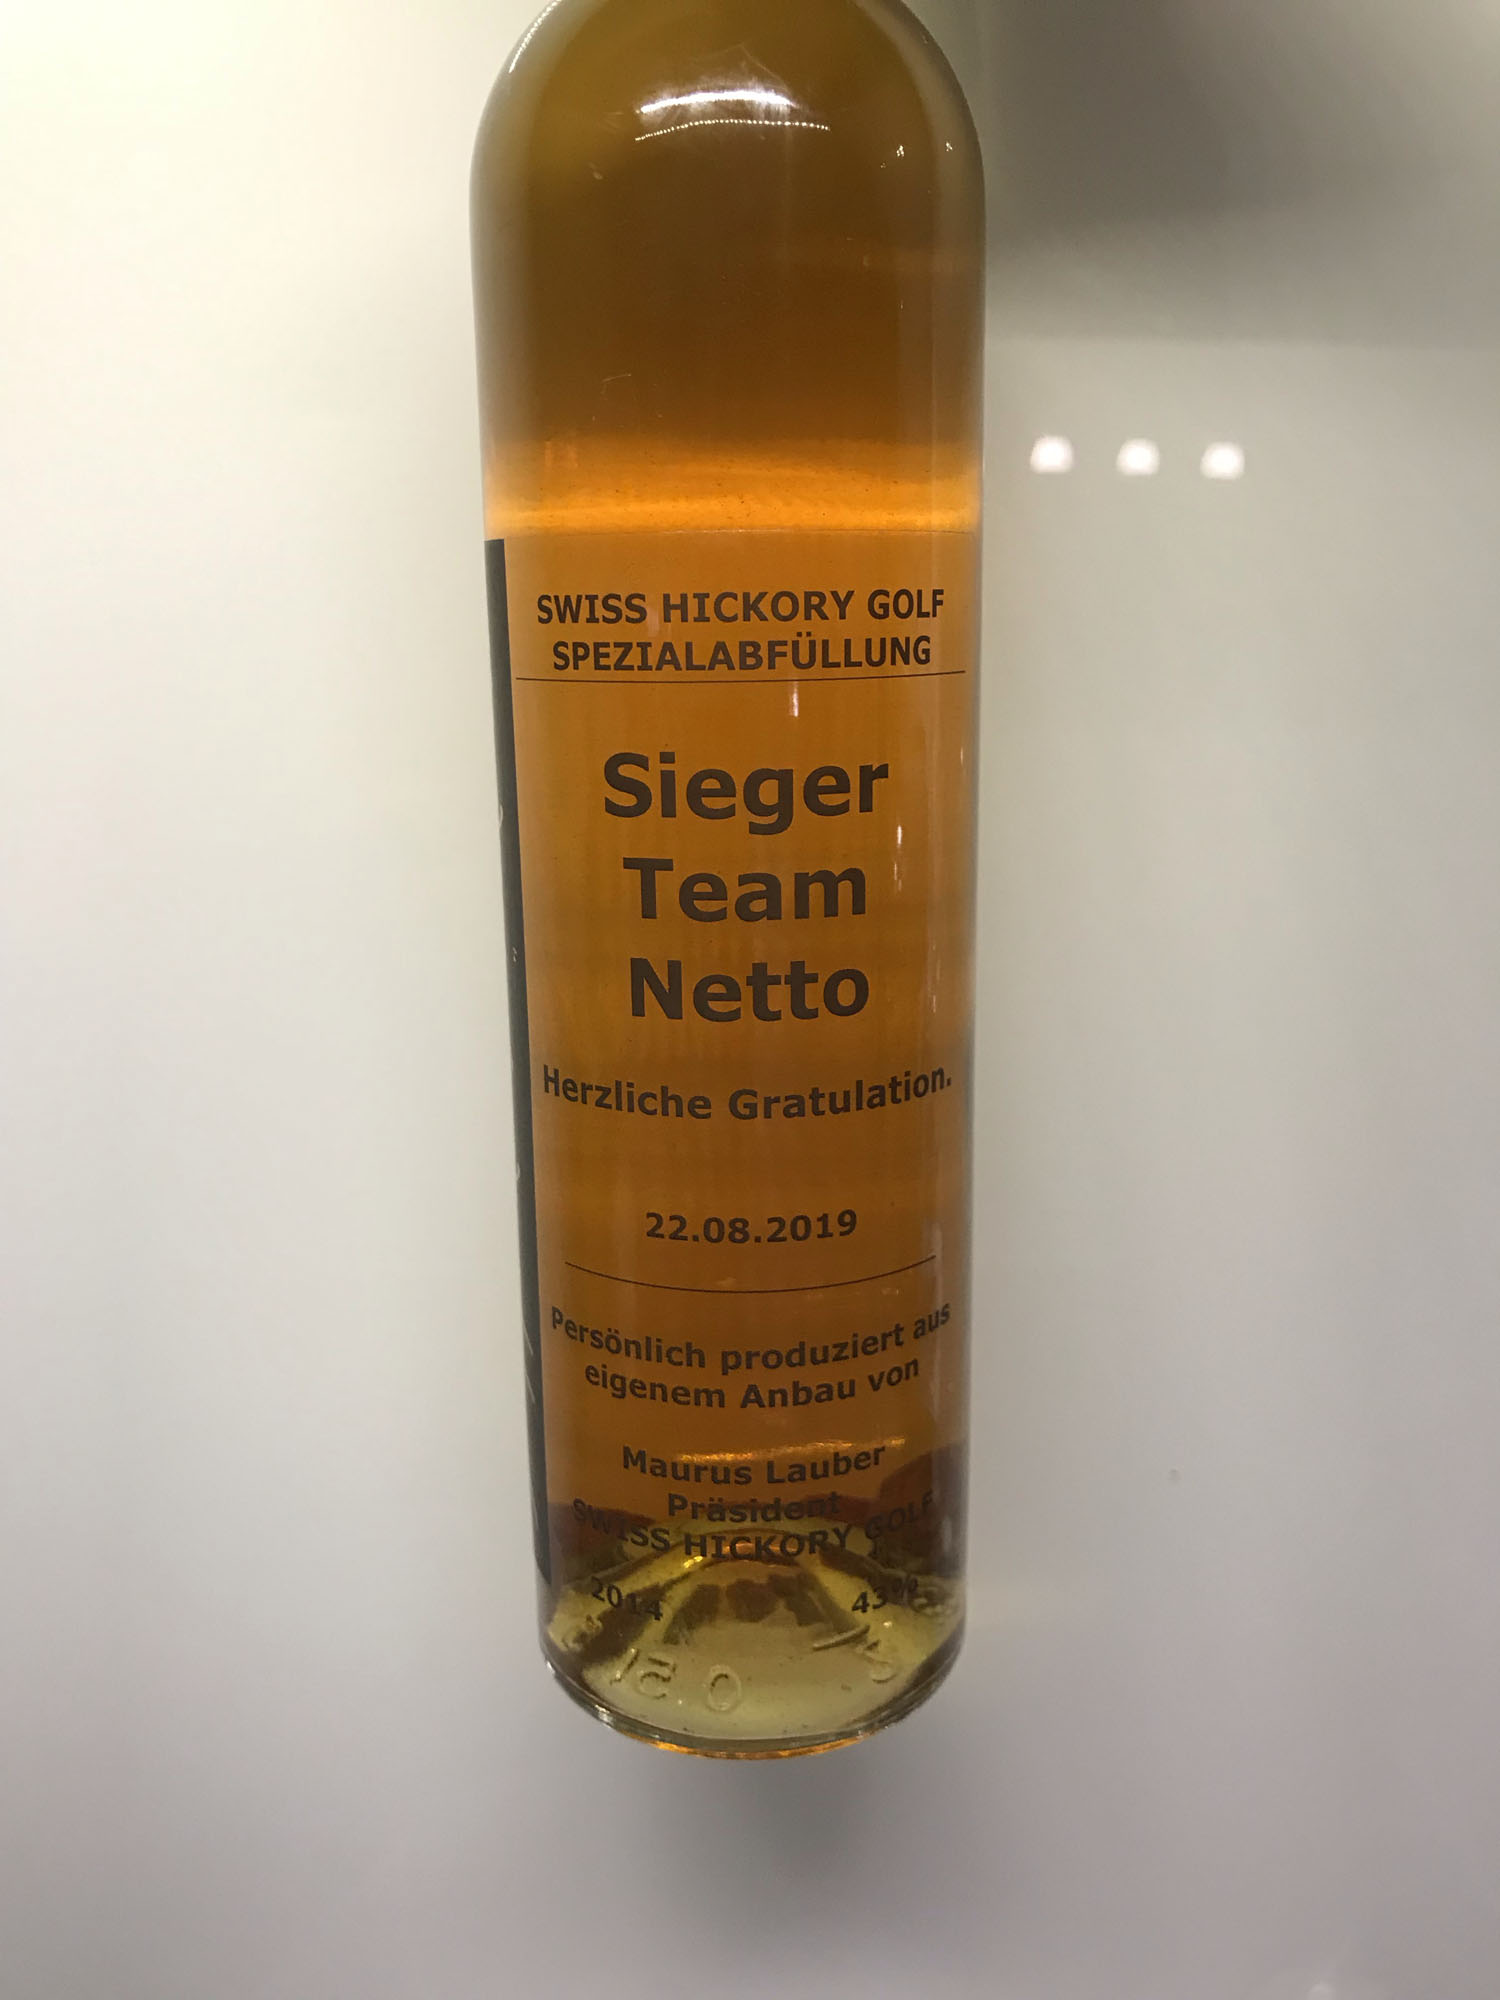 SWISS HICKORY GOLF
SPEZIALABFÜLLUNG
Sieger
Team
Netto
Herzliche Gratulation.
22.08.2019
Persönlich produziert aus
eigenem Anbau von
Maurus Lauber
Präsident
SWISS HICKORY GOLF
2014 43%